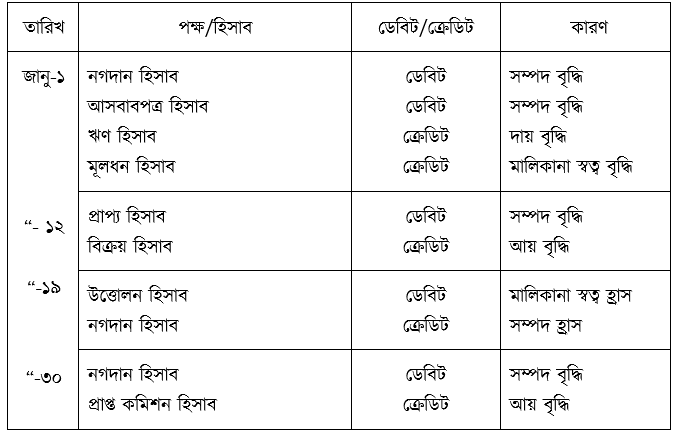 তারিখ পক্ষ/হিসাব ডেবিট/ক্রেডিট কারণ
জানু-১ নগদান হিসাব ডেবিট সম্পদ বৃদ্ধি
আসবাবপত্র হিসাব ডেবিট সম্পদ বৃদ্ধি
ঋণ হিসাব ক্রেডিট দায় বৃদ্ধি
মূলধন হিসাব ক্রেডিট মালিকানা স্বত্ব বৃদ্ধি
“- ১২ প্রাপ্য হিসাব ডেবিট সম্পদ বৃদ্ধি
বিক্রয় হিসাব ক্রেডিট আয় বৃদ্ধি
“-১৯ উত্তোলন হিসাব ডেবিট মালিকানা স্বত্ব হ্রাস
নগদান হিসাব ক্রেডিট সম্পদ হ্রাস
“-৩০ নগদান হিসাব ডেবিট সম্পদ বৃদ্ধি
প্রাপ্ত কমিশন হিসাব ক্রেডিট আয় বৃদ্ধি